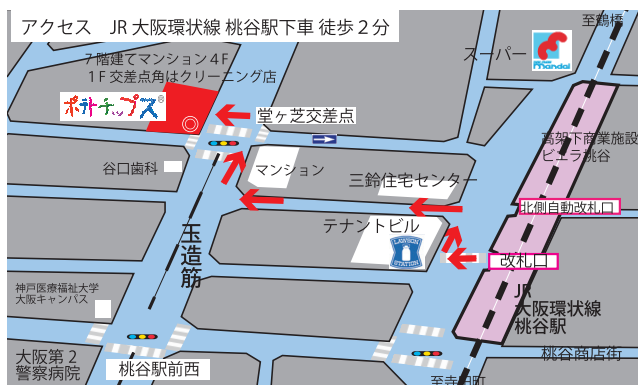 アクセス JR 大阪環状線 桃谷駅下車 徒歩 2 分
至鶴橋
スーパー
mandai
7 階建てマンション 4F
1F 交差点角はクリーニング店
ポテトチップス®
堂ヶ芝交差点
高架下商業施設
ビエラ桃谷
谷口歯科
マンション
三鈴住宅センター
北側自動改札口
テナントビル
LAWSON
STATION
改札口
玉造筋
JR
大阪環状線
桃谷駅
神戸医療福祉大学
大阪キャンパス
大阪第 2
警察病院
桃谷駅前西
桃谷商店街
至寺田町